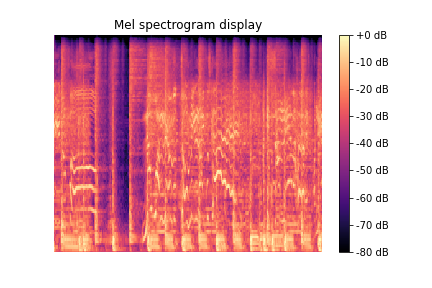 Mel spectrogram display
+0 dB
-10 dB
-20 dB
-30 dB
-40 dB
-50 dB
-60 dB
-70 dB
-80 dB